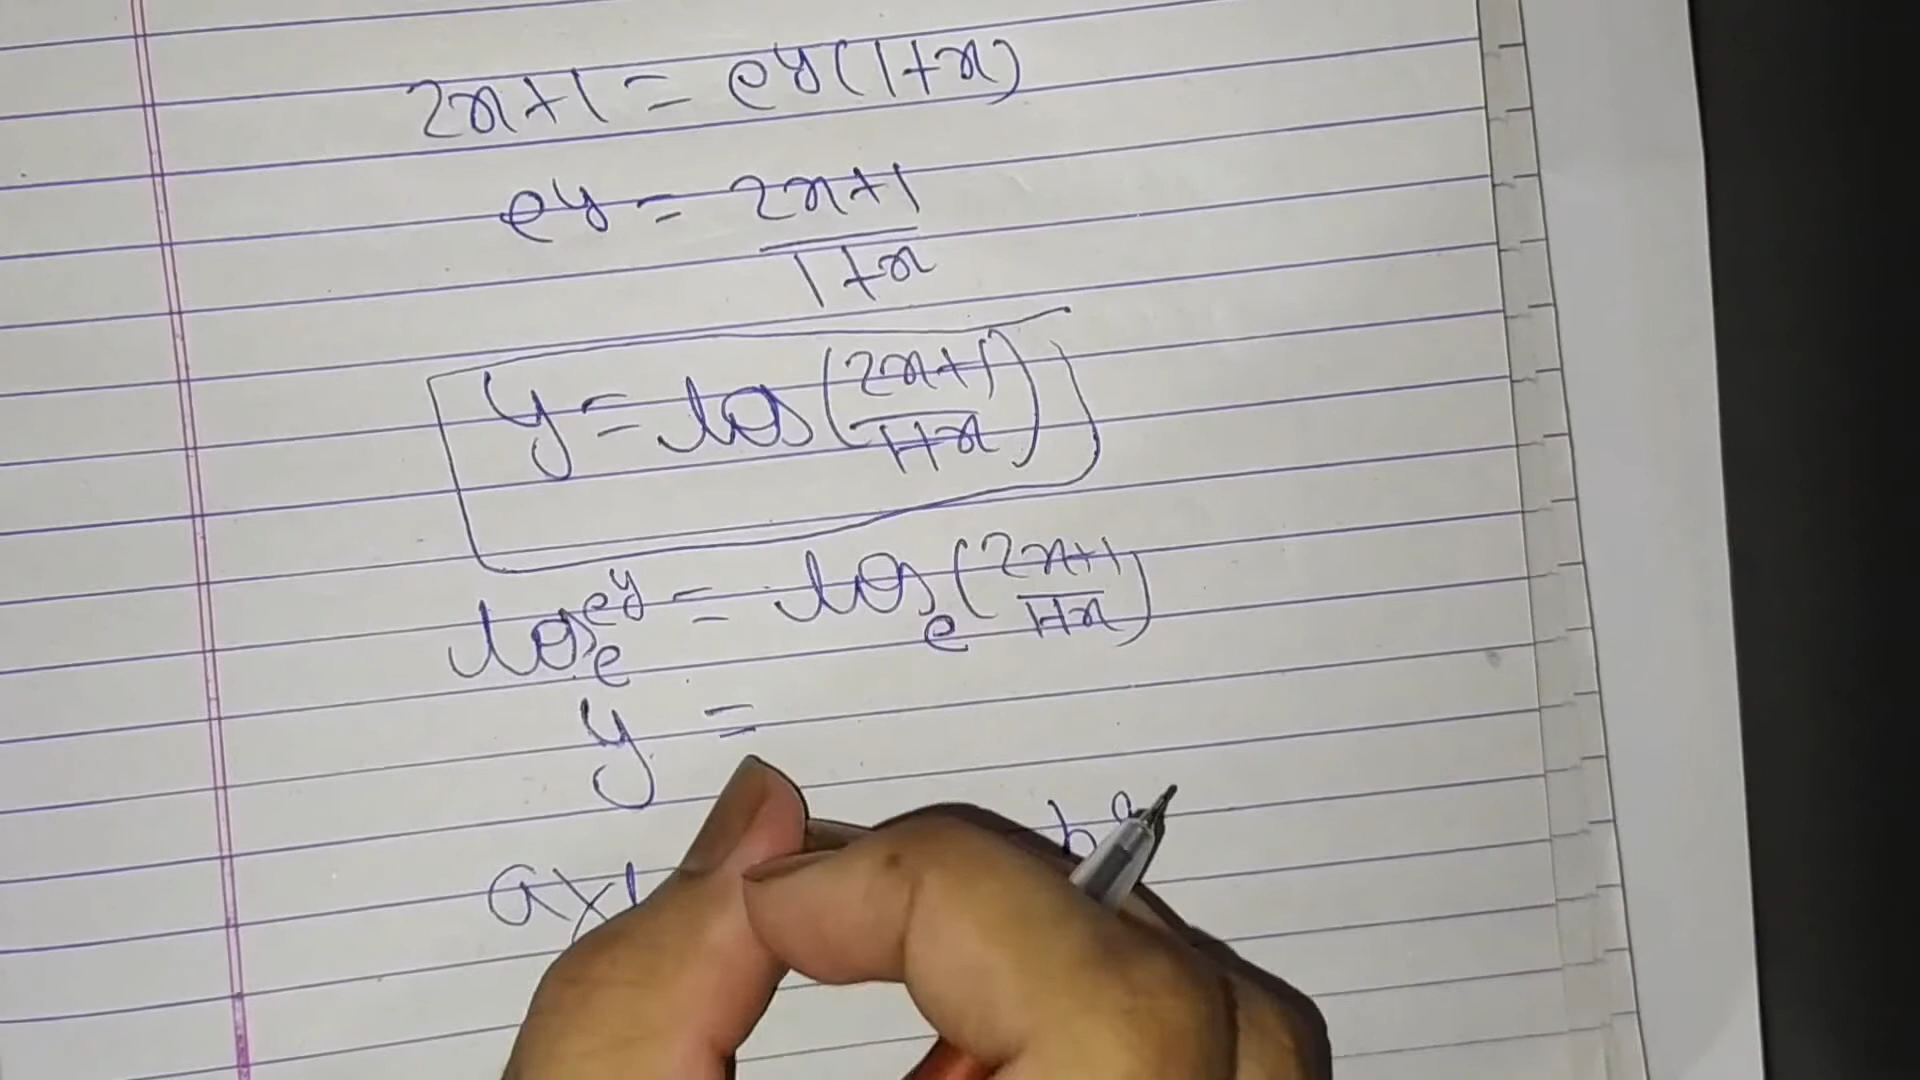 2x+1 = e^y(1+x)
e^y = (2x+1)/(1+x)
y = log((2x+1)/(1+x))
log_e e^y = log_e((2x+1)/(1+x))
y =